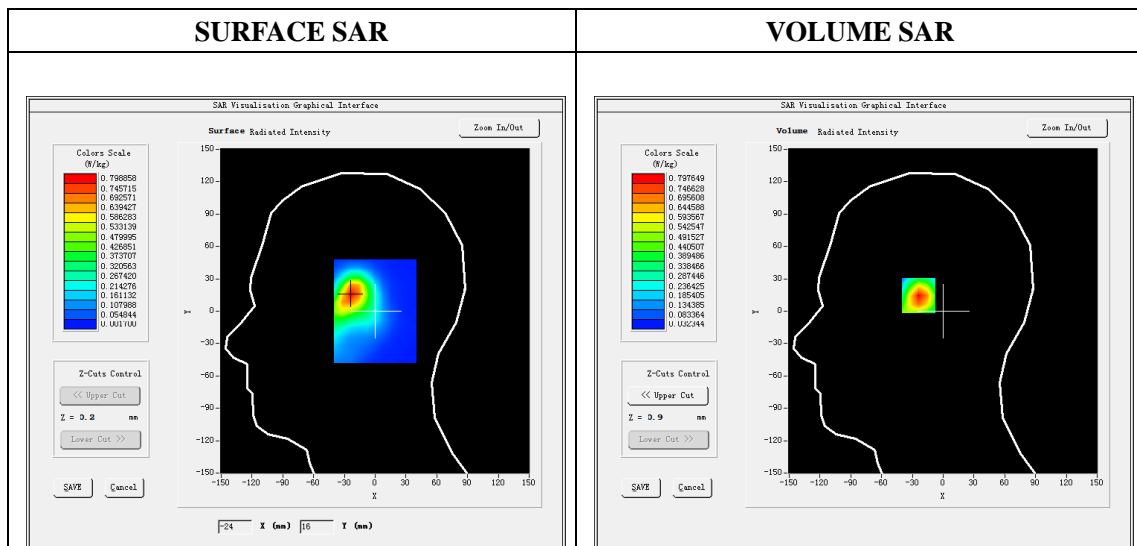 SURFACE SAR
VOLUME SAR
SAR Visualisation Graphical Interface
Surface Radiated Intensity
Zoom In/Out
Colors Scale
(W/kg)
0.798858
0.745715
0.692571
0.639427
0.586283
0.533139
0.479995
0.426851
0.373707
0.320563
0.267420
0.214276
0.161132
0.107988
0.054844
0.001700
Z-Cuts Control
<< Upper Cut
Z = 0.2 mm
Lower Cut >>
SAVE
Cancel
150
120
90
60
30
0
-30
-60
-90
-120
-150
Y
-150 -120 -90 -60 -30 0 30 60 90 120 150
X
-24 X (mm) 16 Y (mm)
SAR Visualisation Graphical Interface
Volume Radiated Intensity
Zoom In/Out
Colors Scale
(W/kg)
0.797649
0.746628
0.695608
0.644588
0.593567
0.542547
0.491527
0.440507
0.389486
0.338466
0.287446
0.236425
0.185405
0.134385
0.083364
0.032344
Z-Cuts Control
<< Upper Cut
Z = 0.9 mm
Lower Cut >>
SAVE
Cancel
150
120
90
60
30
0
-30
-60
-90
-120
-150
Y
-150 -120 -90 -60 -30 0 30 60 90 120 150
X